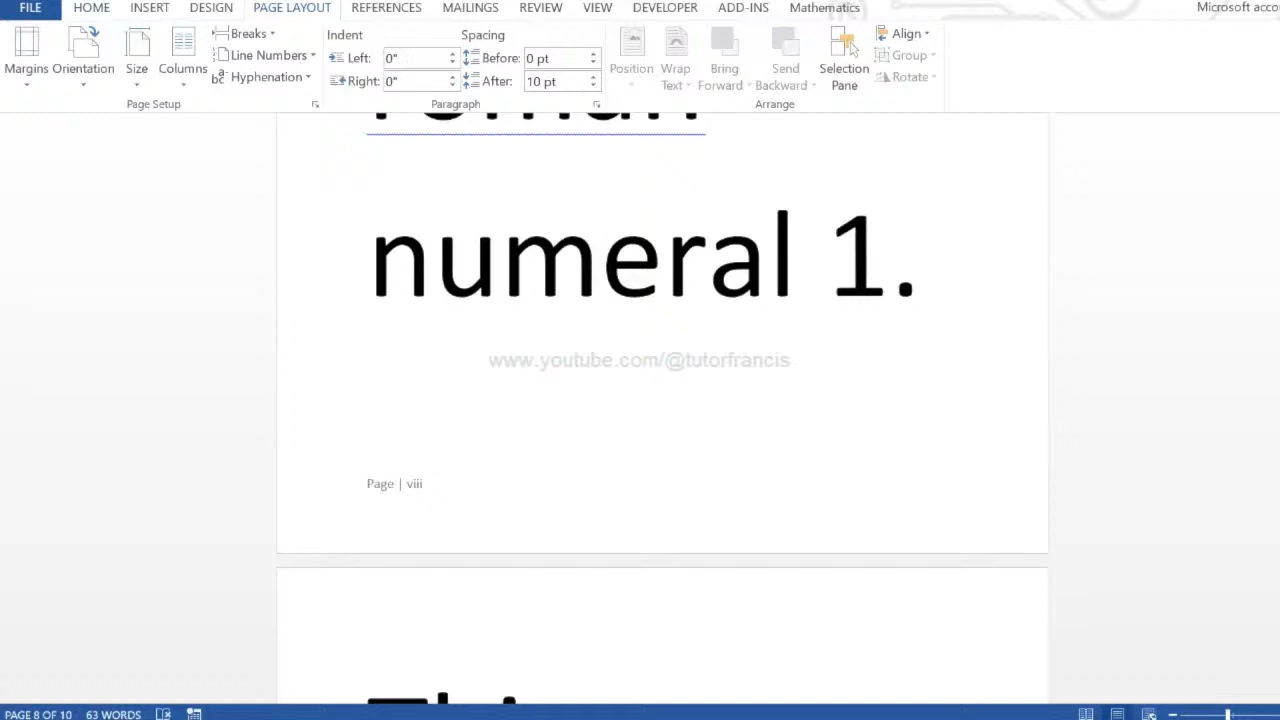 FILE HOME INSERT DESIGN PAGE LAYOUT REFERENCES MAILINGS REVIEW VIEW DEVELOPER ADD-INS Mathematics Microsoft acco
Margins Orientation Size Columns
Breaks
Line Numbers
Hyphenation
Page Setup
Indent Spacing
Left: 0" Before: 0 pt
Right: 0" After: 10 pt
Paragraph
Position Wrap Text Bring Forward Send Backward Selection Pane
Align
Group
Rotate
Arrange
roman
numeral 1.
www.youtube.com/@tutorfrancis
Page | viii
PAGE 8 OF 10 63 WORDS